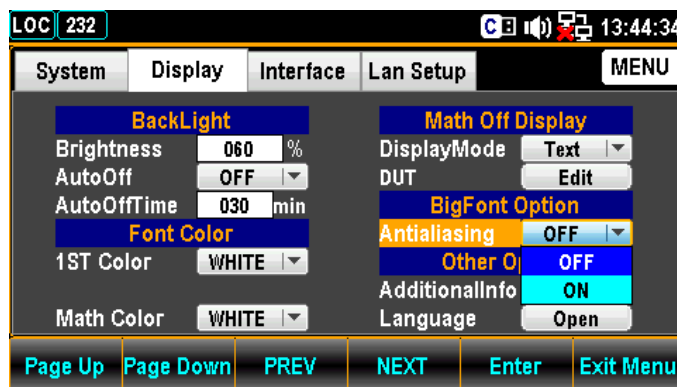 LOC 232 C 13:44:34
System Display Interface Lan Setup MENU
BackLight
Brightness 060 %
AutoOff OFF
AutoOffTime 030 min
Font Color
1ST Color WHITE
Math Color WHITE
Math Off Display
DisplayMode Text
DUT Edit
BigFont Option
Antialiasing OFF
Other O OFF
AdditionalInfo ON
Language Open
Page Up Page Down PREV NEXT Enter Exit Menu